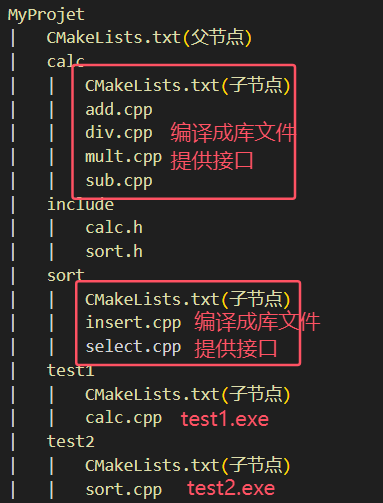 MyProjet
|   CMakeLists.txt(父节点)
|   calc
|   |   CMakeLists.txt(子节点)
|   |   add.cpp
|   |   div.cpp 编译成库文件
|   |   mult.cpp 提供接口
|   |   sub.cpp
|   include
|   |   calc.h
|   |   sort.h
|   sort
|   |   CMakeLists.txt(子节点)
|   |   insert.cpp 编译成库文件
|   |   select.cpp 提供接口
|   test1
|   |   CMakeLists.txt(子节点)
|   |   calc.cpp test1.exe
|   test2
|   |   CMakeLists.txt(子节点)
|   |   sort.cpp test2.exe